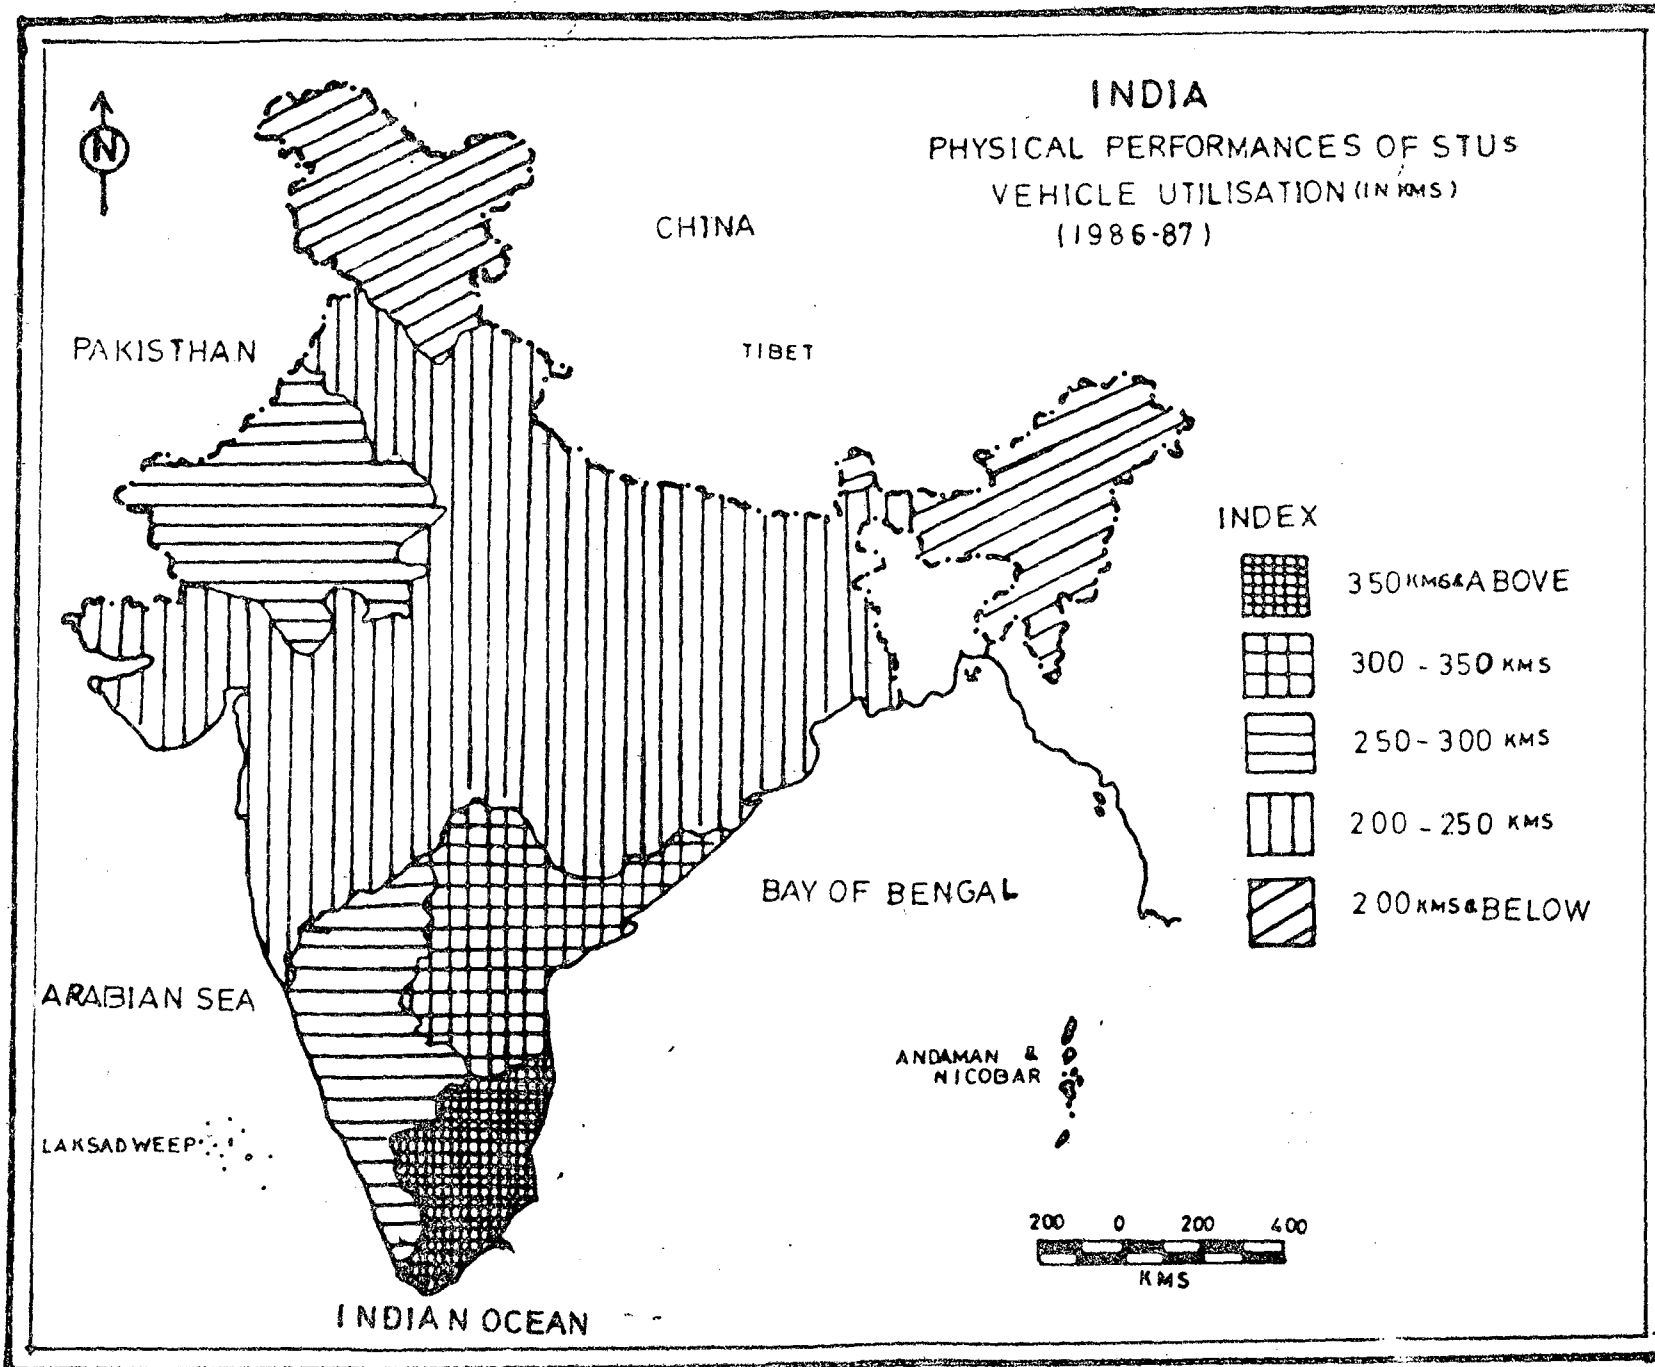 INDIA
PHYSICAL PERFORMANCES OF STUS
VEHICLE UTILISATION (IN KMS)
(1986-87)
N
CHINA
PAKISTHAN
TIBET
INDEX
350 KMS & ABOVE
300 - 350 KMS
250 - 300 KMS
200 - 250 KMS
200 KMS & BELOW
BAY OF BENGAL
ARABIAN SEA
ANDAMAN &
NICOBAR
LAKSADWEEP
200 0 200 400
KMS
INDIAN OCEAN